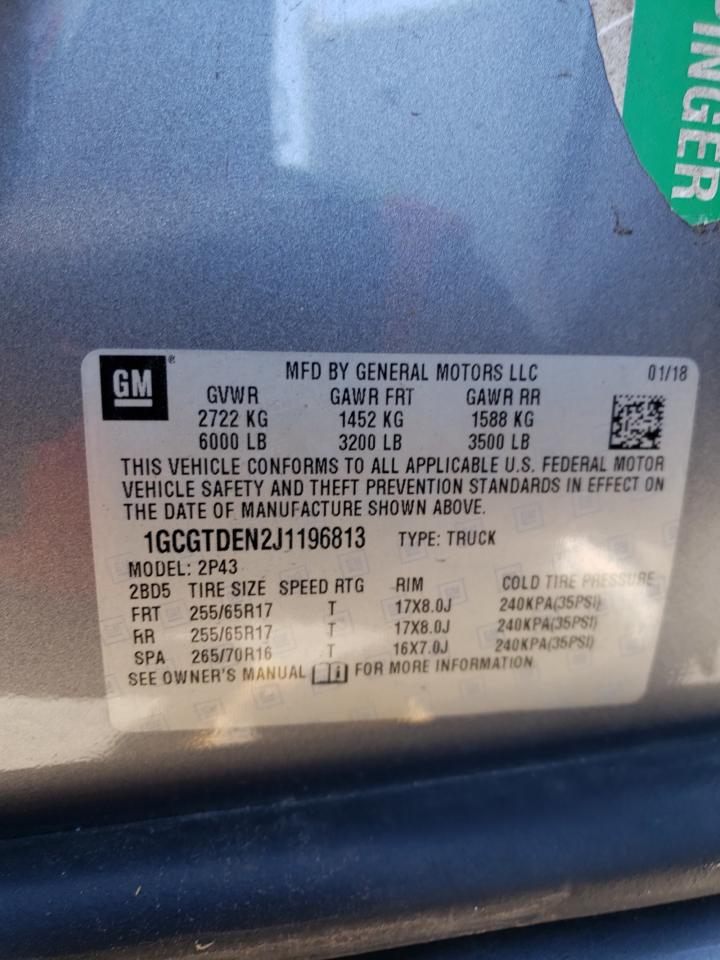 INGER
GM
®
MFD BY GENERAL MOTORS LLC 01/18
GVWR GAWR FRT GAWR RR
2722 KG 1452 KG 1588 KG
6000 LB 3200 LB 3500 LB
THIS VEHICLE CONFORMS TO ALL APPLICABLE U.S. FEDERAL MOTOR
VEHICLE SAFETY AND THEFT PREVENTION STANDARDS IN EFFECT ON
THE DATE OF MANUFACTURE SHOWN ABOVE.
1GCGTDEN2J1196813 TYPE: TRUCK
MODEL: 2P43
2BD5 TIRE SIZE SPEED RTG RIM COLD TIRE PRESSURE
FRT 255/65R17 T 17X8.0J 240KPA(35PSI)
RR 255/65R17 T 17X8.0J 240KPA(35PSI)
SPA 265/70R16 T 16X7.0J 240KPA(35PSI)
SEE OWNER'S MANUAL FOR MORE INFORMATION